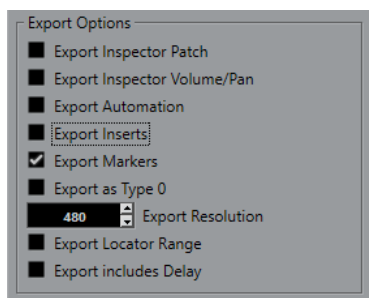 Export Options
Export Inspector Patch
Export Inspector Volume/Pan
Export Automation
Export Inserts
Export Markers
Export as Type 0
480 Export Resolution
Export Locator Range
Export includes Delay